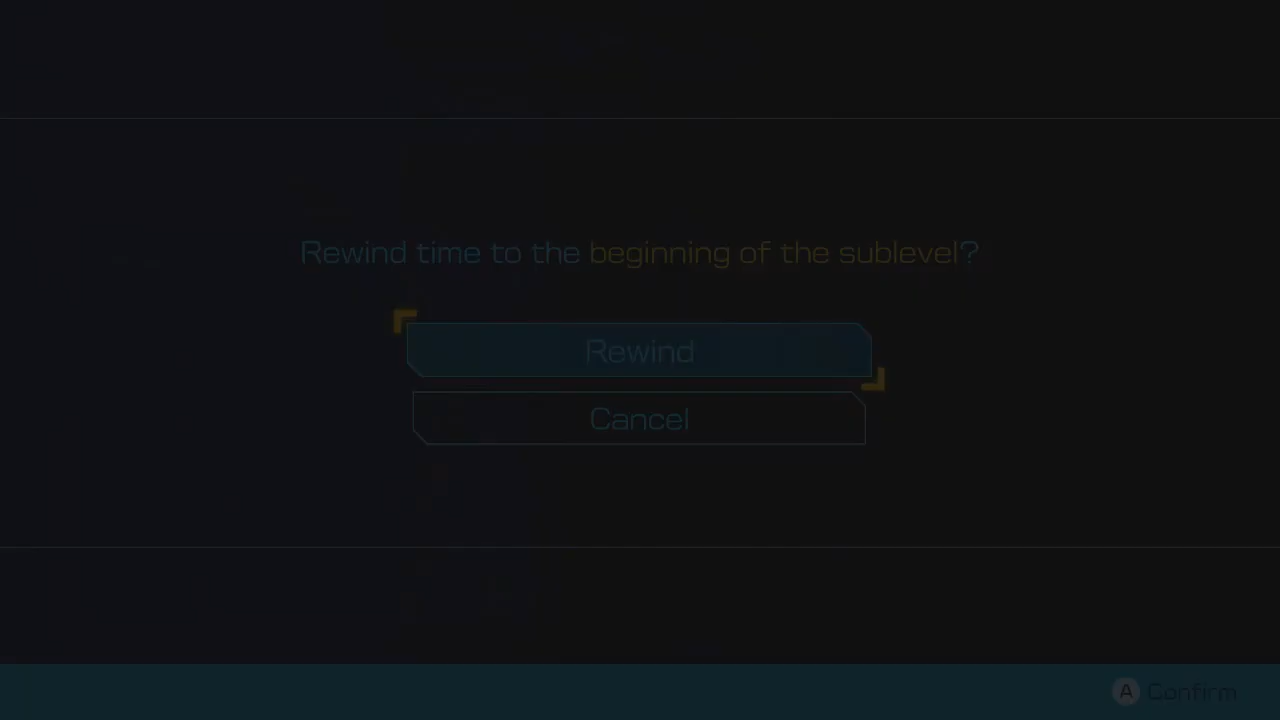 Rewind time to the beginning of the sublevel?
Rewind
Cancel
A Confirm